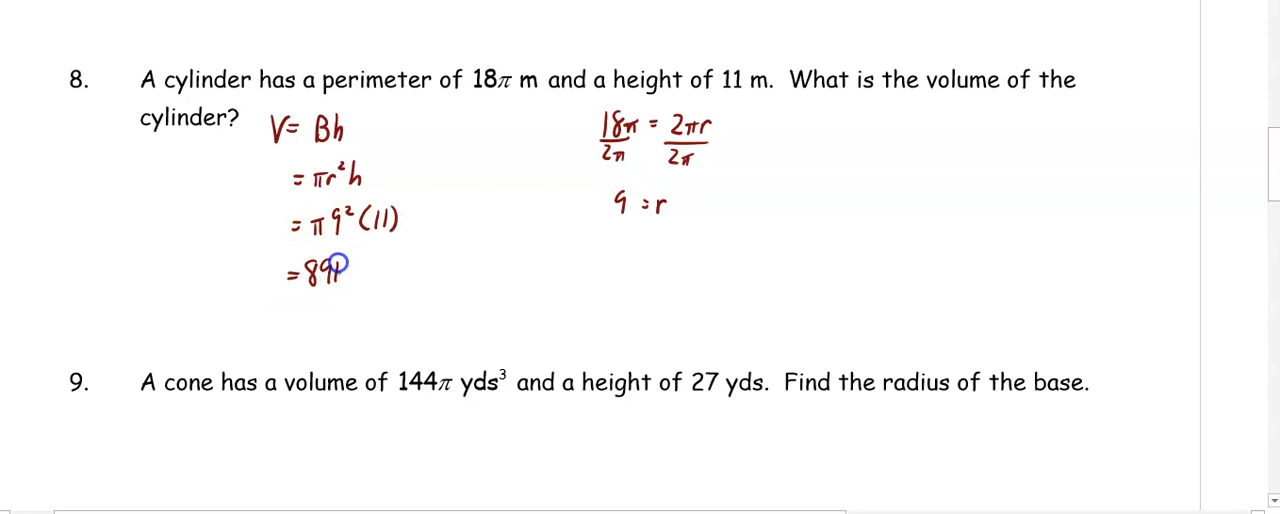 8. A cylinder has a perimeter of 18π m and a height of 11 m. What is the volume of the
cylinder? V= Bh
18π = 2πr
2π 2π
= πr²h
9 = r
= π9²(11)
= 89
9. A cone has a volume of 144π yds³ and a height of 27 yds. Find the radius of the base.